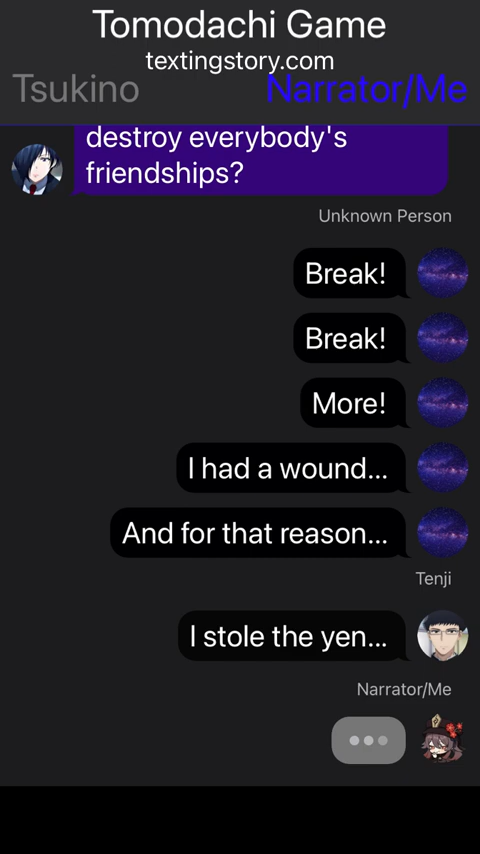 Tomodachi Game
textingstory.com
Tsukino
Narrator/Me
destroy everybody's
friendships?
Unknown Person
Break!
Break!
More!
I had a wound...
And for that reason...
Tenji
I stole the yen...
Narrator/Me